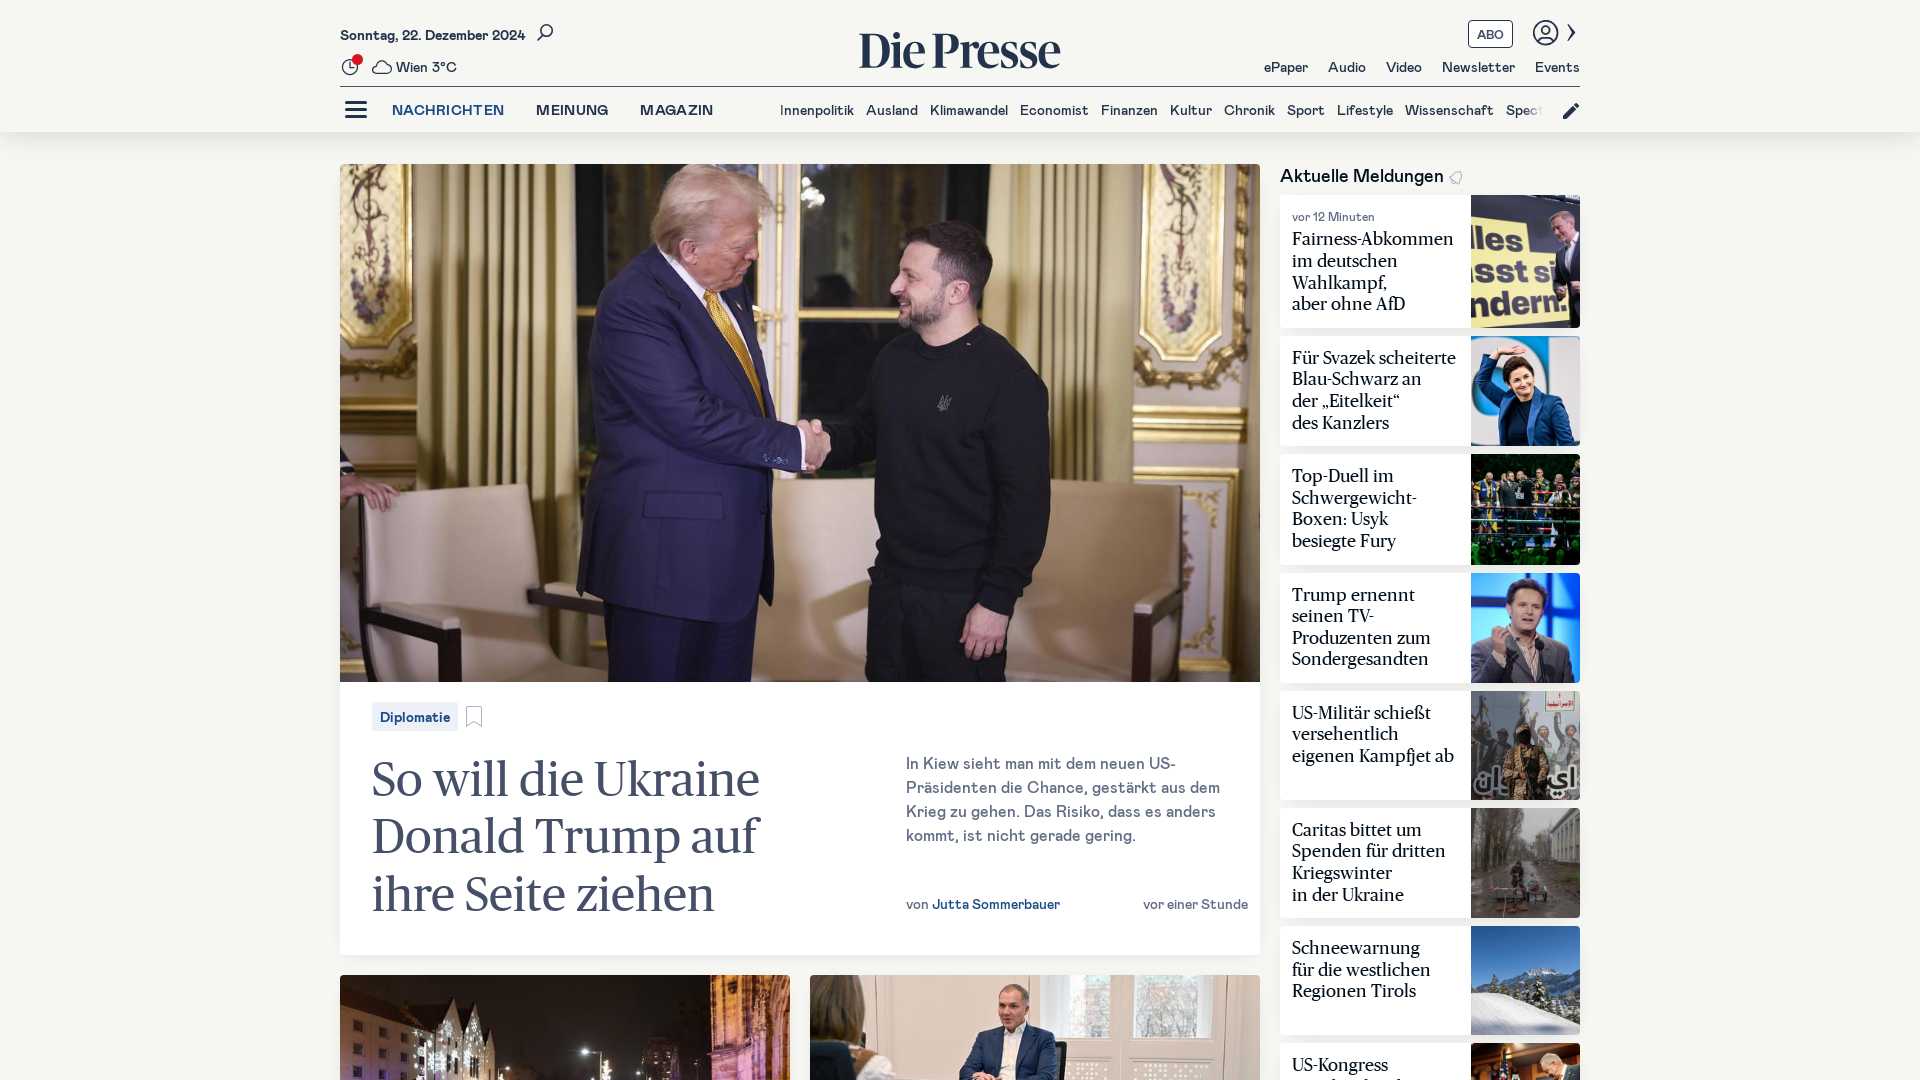 Sonntag, 22. Dezember 2024
Wien 3°C
Die Presse
ABO
ePaper Audio Video Newsletter Events
NACHRICHTEN MEINUNG MAGAZIN
Innenpolitik Ausland Klimawandel Economist Finanzen Kultur Chronik Sport Lifestyle Wissenschaft Spect
Diplomatie
So will die Ukraine
Donald Trump auf
ihre Seite ziehen
In Kiew sieht man mit dem neuen US-
Präsidenten die Chance, gestärkt aus dem
Krieg zu gehen. Das Risiko, dass es anders
kommt, ist nicht gerade gering.
von Jutta Sommerbauer
vor einer Stunde
Aktuelle Meldungen
vor 12 Minuten
Fairness-Abkommen
im deutschen
Wahlkampf,
aber ohne AfD
lles
sst si
ndern.
Für Svazek scheiterte
Blau-Schwarz an
der „Eitelkeit“
des Kanzlers
Top-Duell im
Schwergewicht-
Boxen: Usyk
besiegte Fury
Trump ernennt
seinen TV-
Produzenten zum
Sondergesandten
US-Militär schießt
versehentlich
eigenen Kampfjet ab
Caritas bittet um
Spenden für dritten
Kriegswinter
in der Ukraine
Schneewarnung
für die westlichen
Regionen Tirols
US-Kongress